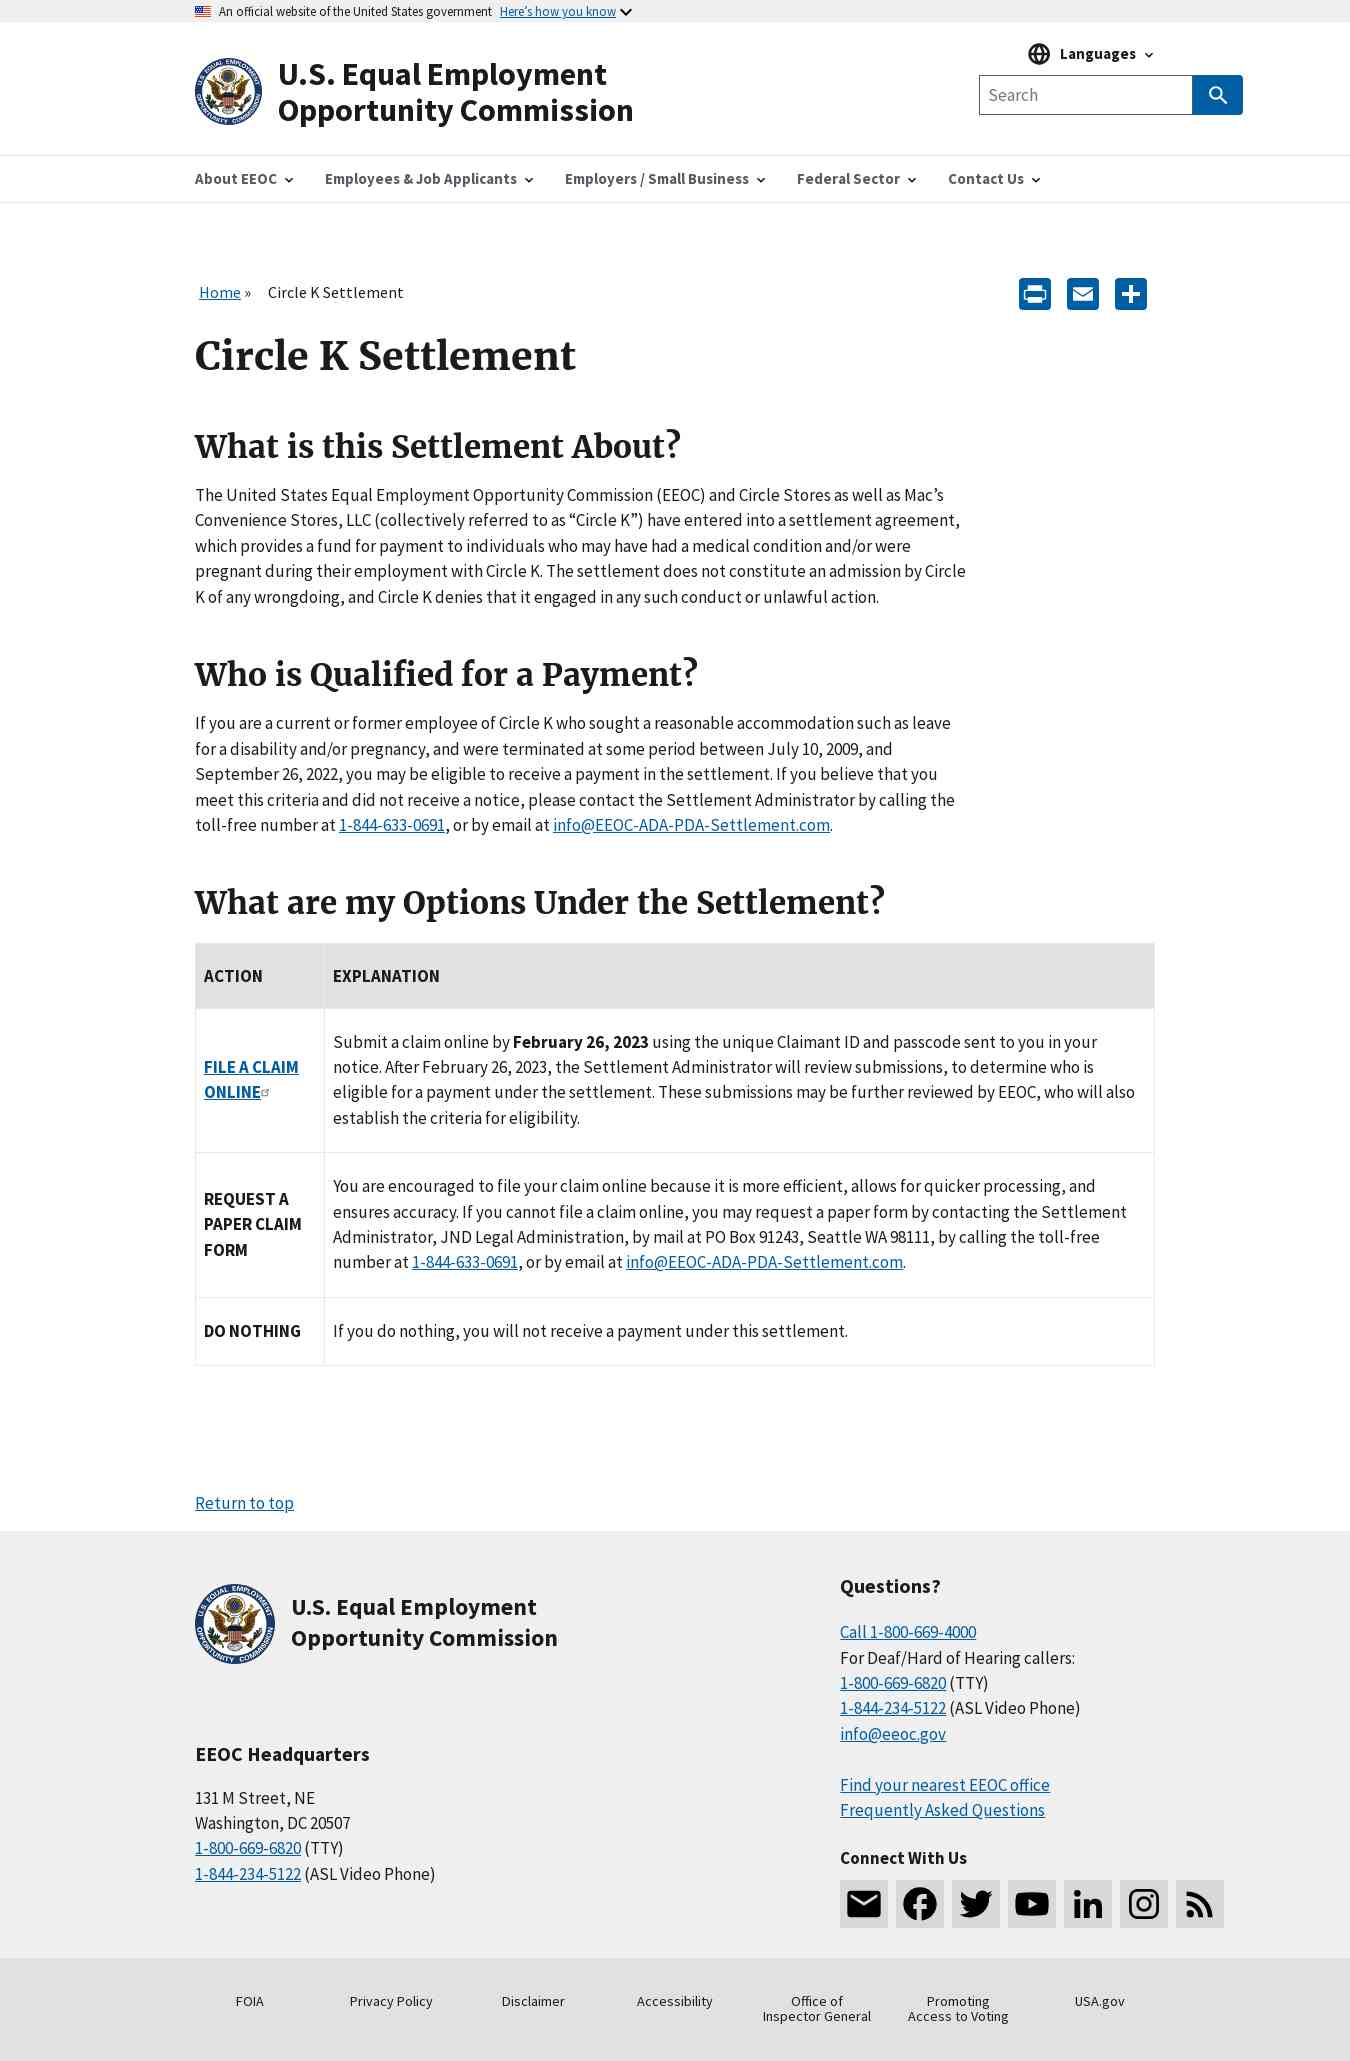 An official website of the United States government Here’s how you know
U.S. Equal Employment
Opportunity Commission
Languages
Search
About EEOC
Employees & Job Applicants
Employers / Small Business
Federal Sector
Contact Us
Home » Circle K Settlement
Circle K Settlement
What is this Settlement About?
The United States Equal Employment Opportunity Commission (EEOC) and Circle Stores as well as Mac’s
Convenience Stores, LLC (collectively referred to as “Circle K”) have entered into a settlement agreement,
which provides a fund for payment to individuals who may have had a medical condition and/or were
pregnant during their employment with Circle K. The settlement does not constitute an admission by Circle
K of any wrongdoing, and Circle K denies that it engaged in any such conduct or unlawful action.
Who is Qualified for a Payment?
If you are a current or former employee of Circle K who sought a reasonable accommodation such as leave
for a disability and/or pregnancy, and were terminated at some period between July 10, 2009, and
September 26, 2022, you may be eligible to receive a payment in the settlement. If you believe that you
meet this criteria and did not receive a notice, please contact the Settlement Administrator by calling the
toll-free number at 1-844-633-0691, or by email at info@EEOC-ADA-PDA-Settlement.com.
What are my Options Under the Settlement?
ACTION
EXPLANATION
FILE A CLAIM
ONLINE
Submit a claim online by February 26, 2023 using the unique Claimant ID and passcode sent to you in your
notice. After February 26, 2023, the Settlement Administrator will review submissions, to determine who is
eligible for a payment under the settlement. These submissions may be further reviewed by EEOC, who will also
establish the criteria for eligibility.
REQUEST A
PAPER CLAIM
FORM
You are encouraged to file your claim online because it is more efficient, allows for quicker processing, and
ensures accuracy. If you cannot file a claim online, you may request a paper form by contacting the Settlement
Administrator, JND Legal Administration, by mail at PO Box 91243, Seattle WA 98111, by calling the toll-free
number at 1-844-633-0691, or by email at info@EEOC-ADA-PDA-Settlement.com.
DO NOTHING
If you do nothing, you will not receive a payment under this settlement.
Return to top
U.S. EQUAL EMPLOYMENT
OPPORTUNITY COMMISSION
U.S. Equal Employment
Opportunity Commission
EEOC Headquarters
131 M Street, NE
Washington, DC 20507
1-800-669-6820 (TTY)
1-844-234-5122 (ASL Video Phone)
Questions?
Call 1-800-669-4000
For Deaf/Hard of Hearing callers:
1-800-669-6820 (TTY)
1-844-234-5122 (ASL Video Phone)
info@eeoc.gov
Find your nearest EEOC office
Frequently Asked Questions
Connect With Us
FOIA
Privacy Policy
Disclaimer
Accessibility
Office of
Inspector General
Promoting
Access to Voting
USA.gov